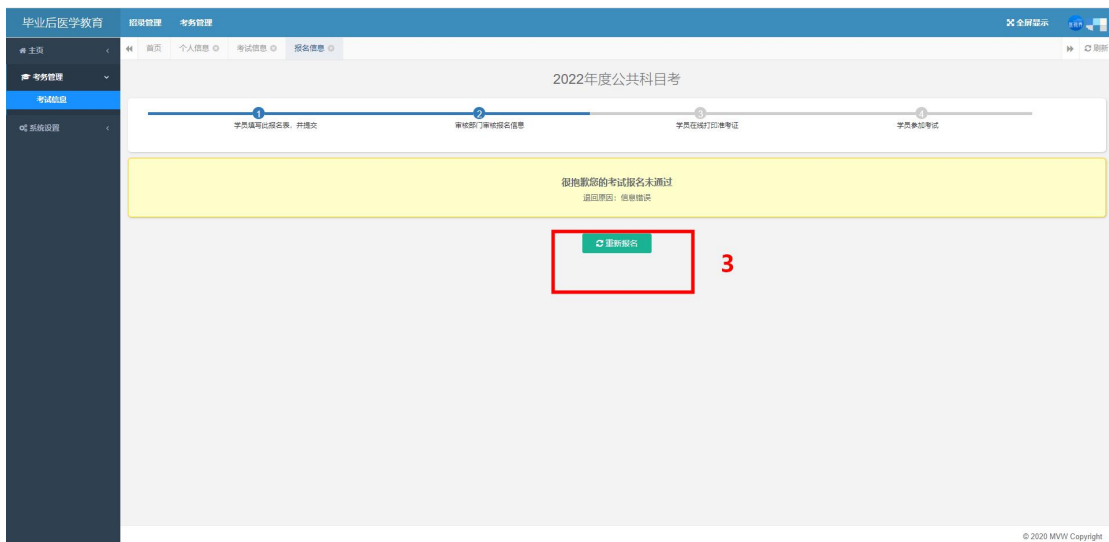 毕业后医学教育 招录管理 考务管理 全屏显示
主页 首页 个人信息 考试信息 报名信息 刷新
考务管理
考试信息
系统设置
2022年度公共科目考
1 2 3 4
学员填写此报名表，并提交 审核部门审核报名信息 学员在线打印准考证 学员参加考试
很抱歉您的考试报名未通过
退回原因：信息错误
重新报名
3
© 2020 MVW Copyright